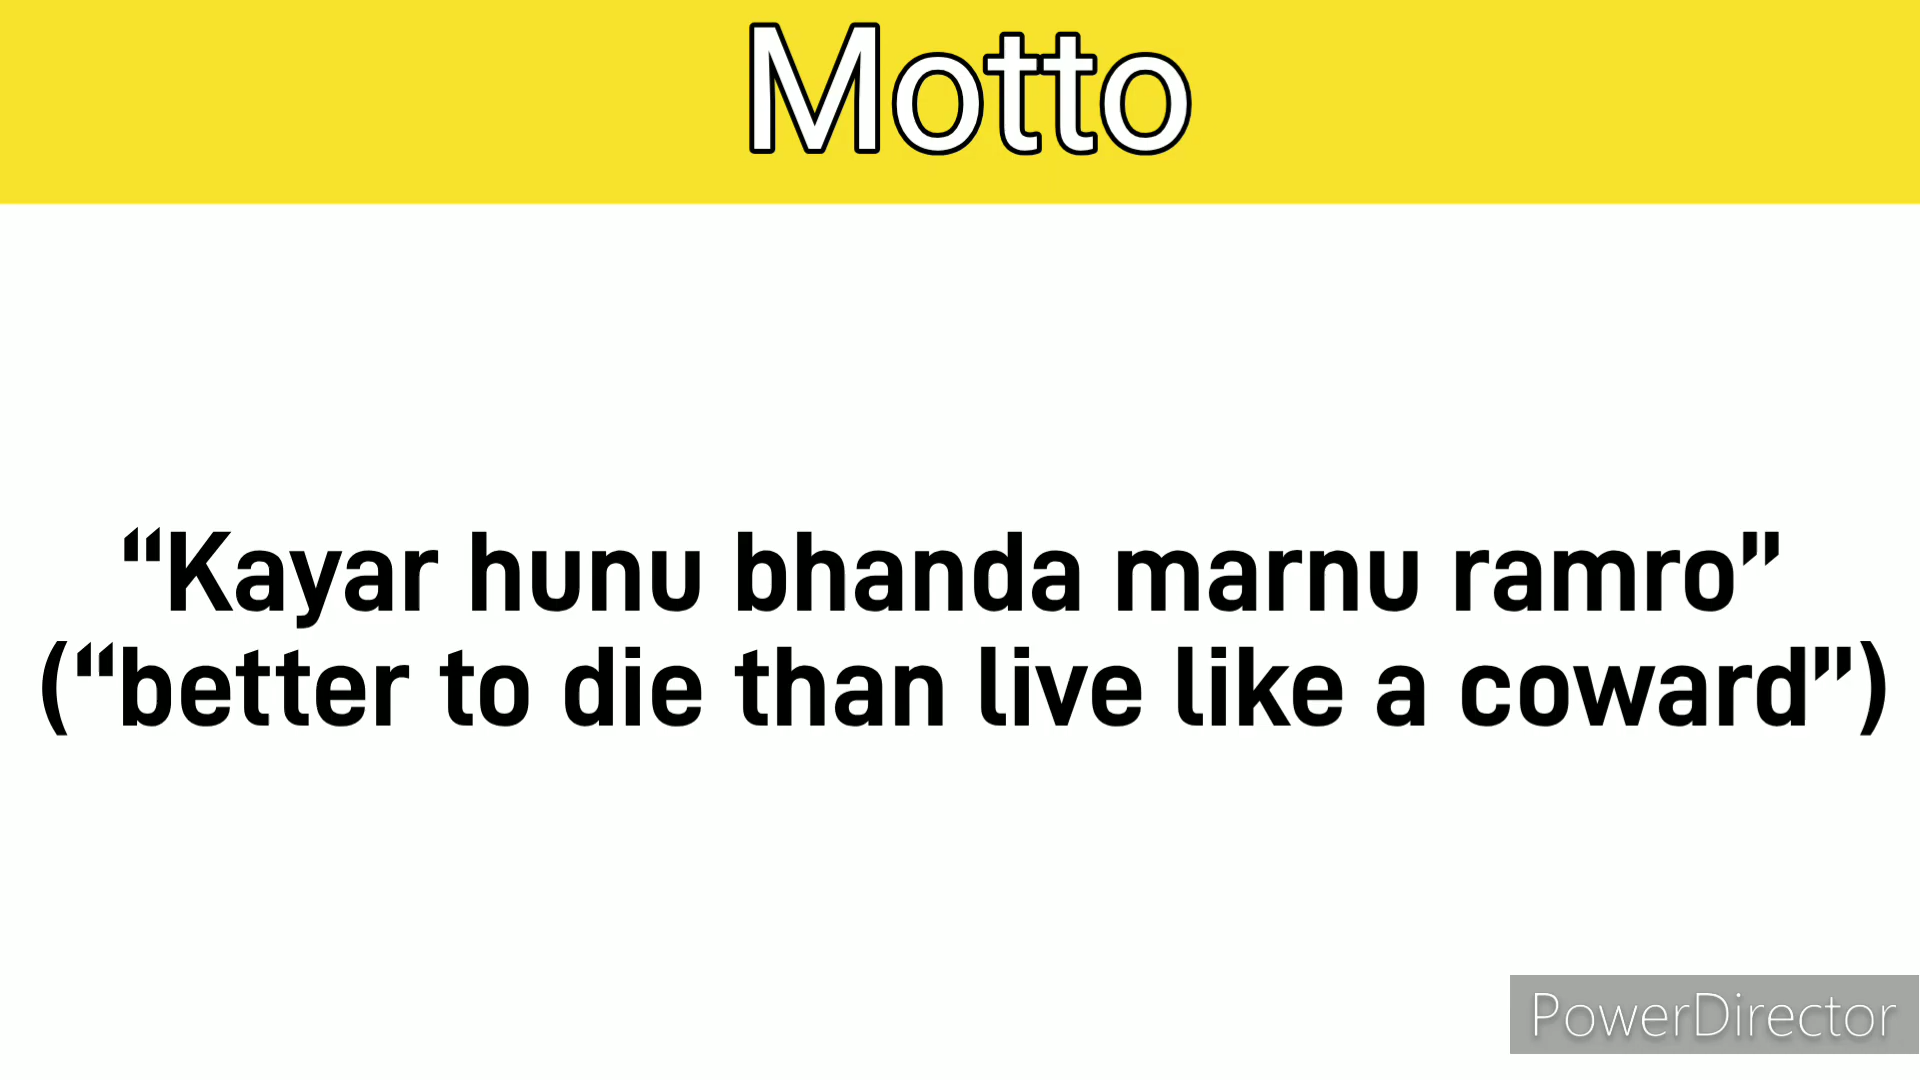 Motto
“Kayar hunu bhanda marnu ramro”
(“better to die than live like a coward”)
PowerDirector